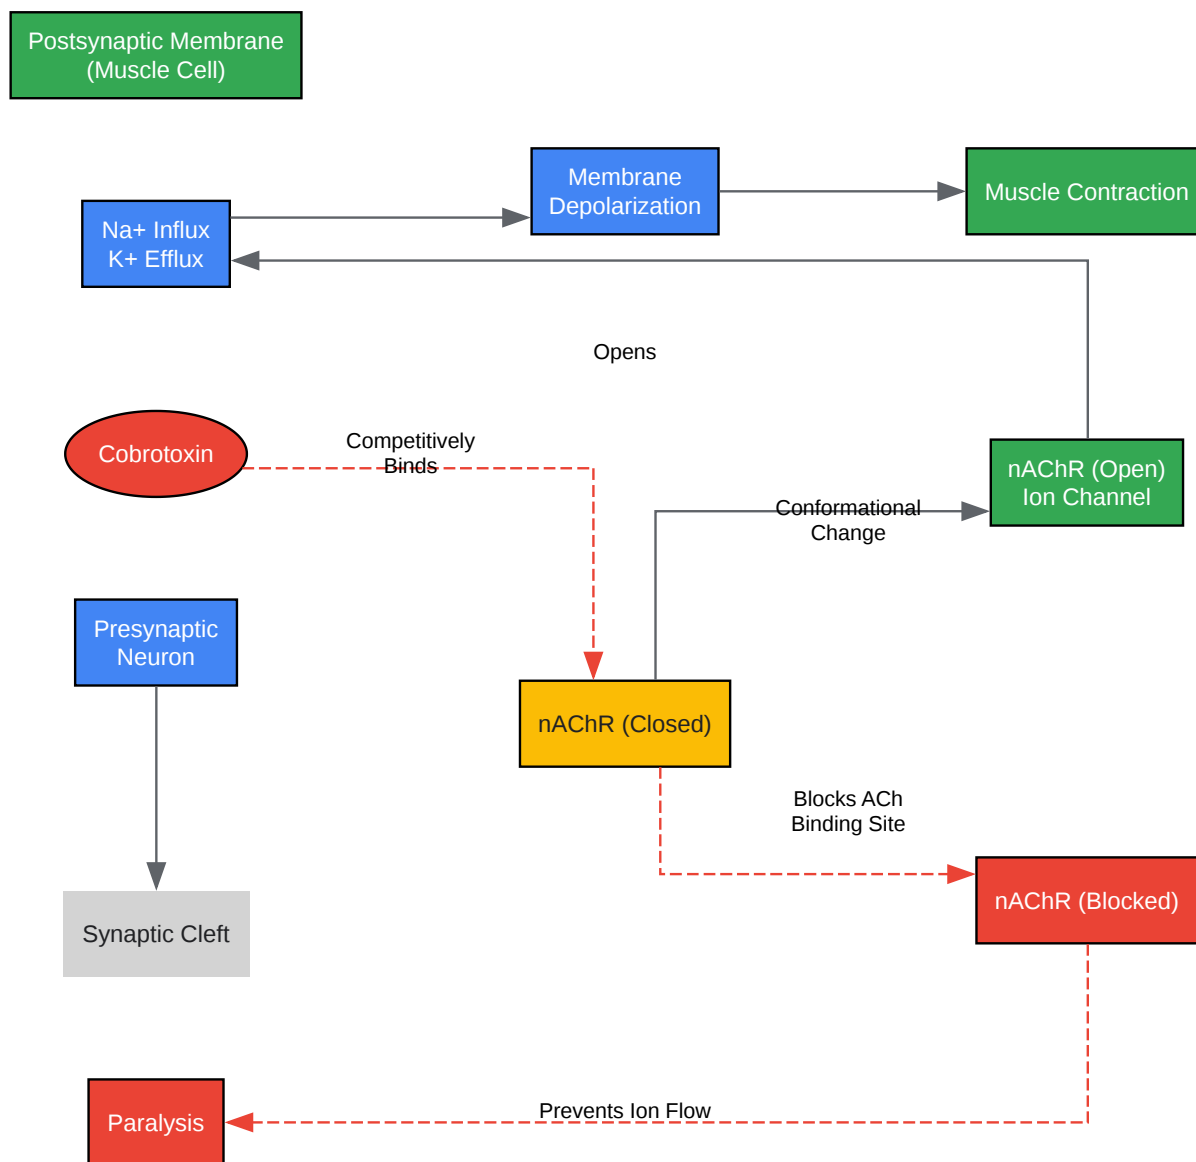 Postsynaptic Membrane
(Muscle Cell)
Membrane
Depolarization
Muscle Contraction
Na+ Influx
K+ Efflux
Opens
Cobrotoxin
Competitively
Binds
nAChR (Open)
Ion Channel
Conformational
Change
Presynaptic
Neuron
nAChR (Closed)
Blocks ACh
Binding Site
nAChR (Blocked)
Synaptic Cleft
Prevents Ion Flow
Paralysis